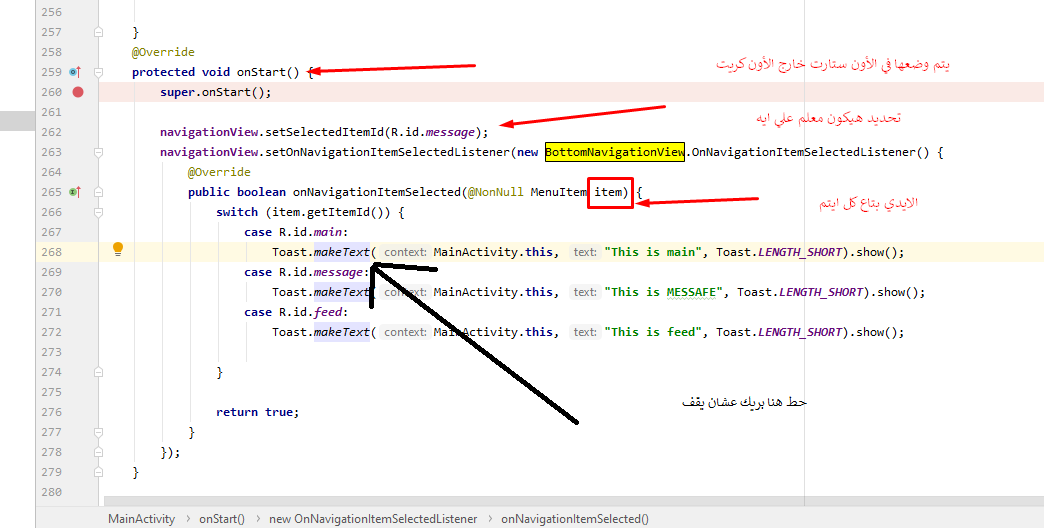 256
257 }
258 @Override
259 protected void onStart() {
يتم وضعها في الأون ستارت خارج الأون كريت
260 super.onStart();
261
تحديد هيكون معلم علي ايه
262 navigationView.setSelectedItemId(R.id.message);
263 navigationView.setOnNavigationItemSelectedListener(new BottomNavigationView.OnNavigationItemSelectedListener() {
264 @Override
265 public boolean onNavigationItemSelected(@NonNull MenuItem item) {
الايدي بتاع كل ايتم
266 switch (item.getItemId()) {
267 case R.id.main:
268 Toast.makeText( context: MainActivity.this, text: "This is main", Toast.LENGTH_SHORT).show();
269 case R.id.message:
270 Toast.makeText( context: MainActivity.this, text: "This is MESSAFE", Toast.LENGTH_SHORT).show();
271 case R.id.feed:
272 Toast.makeText( context: MainActivity.this, text: "This is feed", Toast.LENGTH_SHORT).show();
273
274 }
275
حط هنا بريك عشان يقف
276 return true;
277 }
278 });
279 }
280
MainActivity > onStart() > new OnNavigationItemSelectedListener > onNavigationItemSelected()